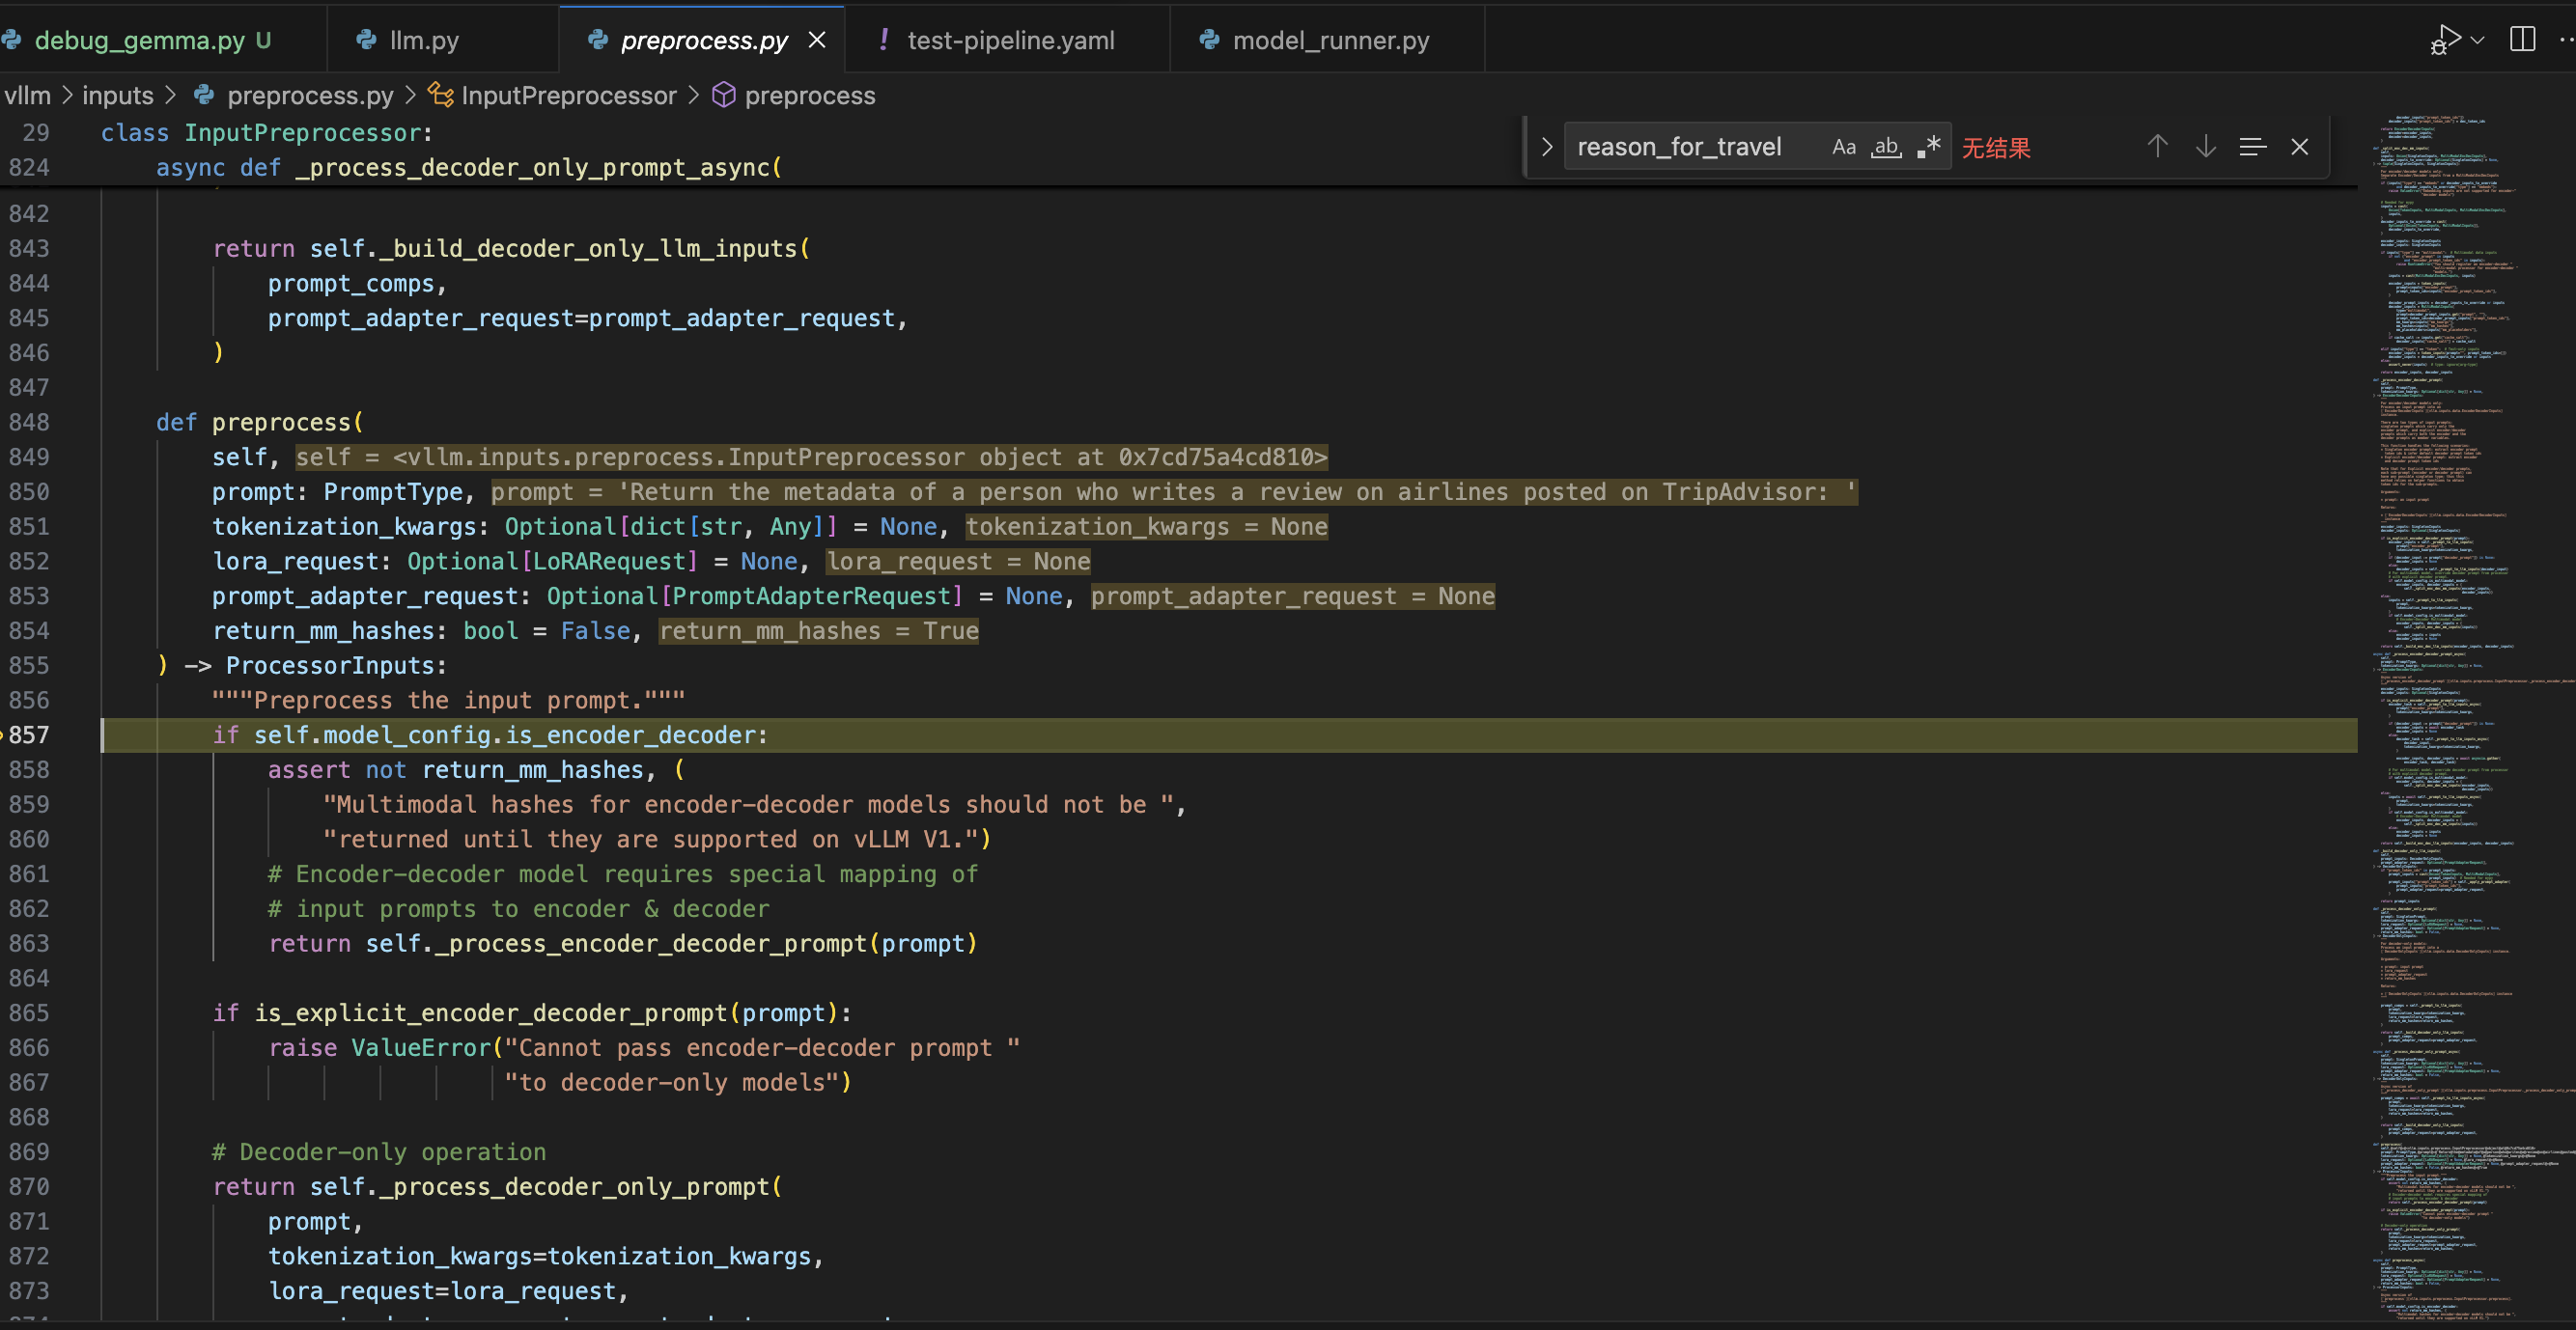 debug_gemma.py U
llm.py
preprocess.py
test-pipeline.yaml
model_runner.py
vllm > inputs > preprocess.py > InputPreprocessor > preprocess
reason_for_travel Aa ab .* 无结果
29 class InputPreprocessor:
824 async def _process_decoder_only_prompt_async(
842
843 return self._build_decoder_only_llm_inputs(
844 prompt_comps,
845 prompt_adapter_request=prompt_adapter_request,
846 )
847
848 def preprocess(
849 self, self = <vllm.inputs.preprocess.InputPreprocessor object at 0x7cd75a4cd810>
850 prompt: PromptType, prompt = 'Return the metadata of a person who writes a review on airlines posted on TripAdvisor: '
851 tokenization_kwargs: Optional[dict[str, Any]] = None, tokenization_kwargs = None
852 lora_request: Optional[LoRARequest] = None, lora_request = None
853 prompt_adapter_request: Optional[PromptAdapterRequest] = None, prompt_adapter_request = None
854 return_mm_hashes: bool = False, return_mm_hashes = True
855 ) -> ProcessorInputs:
856 """Preprocess the input prompt."""
857 if self.model_config.is_encoder_decoder:
858 assert not return_mm_hashes, (
859 "Multimodal hashes for encoder-decoder models should not be ",
860 "returned until they are supported on vLLM V1.")
861 # Encoder-decoder model requires special mapping of
862 # input prompts to encoder & decoder
863 return self._process_encoder_decoder_prompt(prompt)
864
865 if is_explicit_encoder_decoder_prompt(prompt):
866 raise ValueError("Cannot pass encoder-decoder prompt "
867 "to decoder-only models")
868
869 # Decoder-only operation
870 return self._process_decoder_only_prompt(
871 prompt,
872 tokenization_kwargs=tokenization_kwargs,
873 lora_request=lora_request,